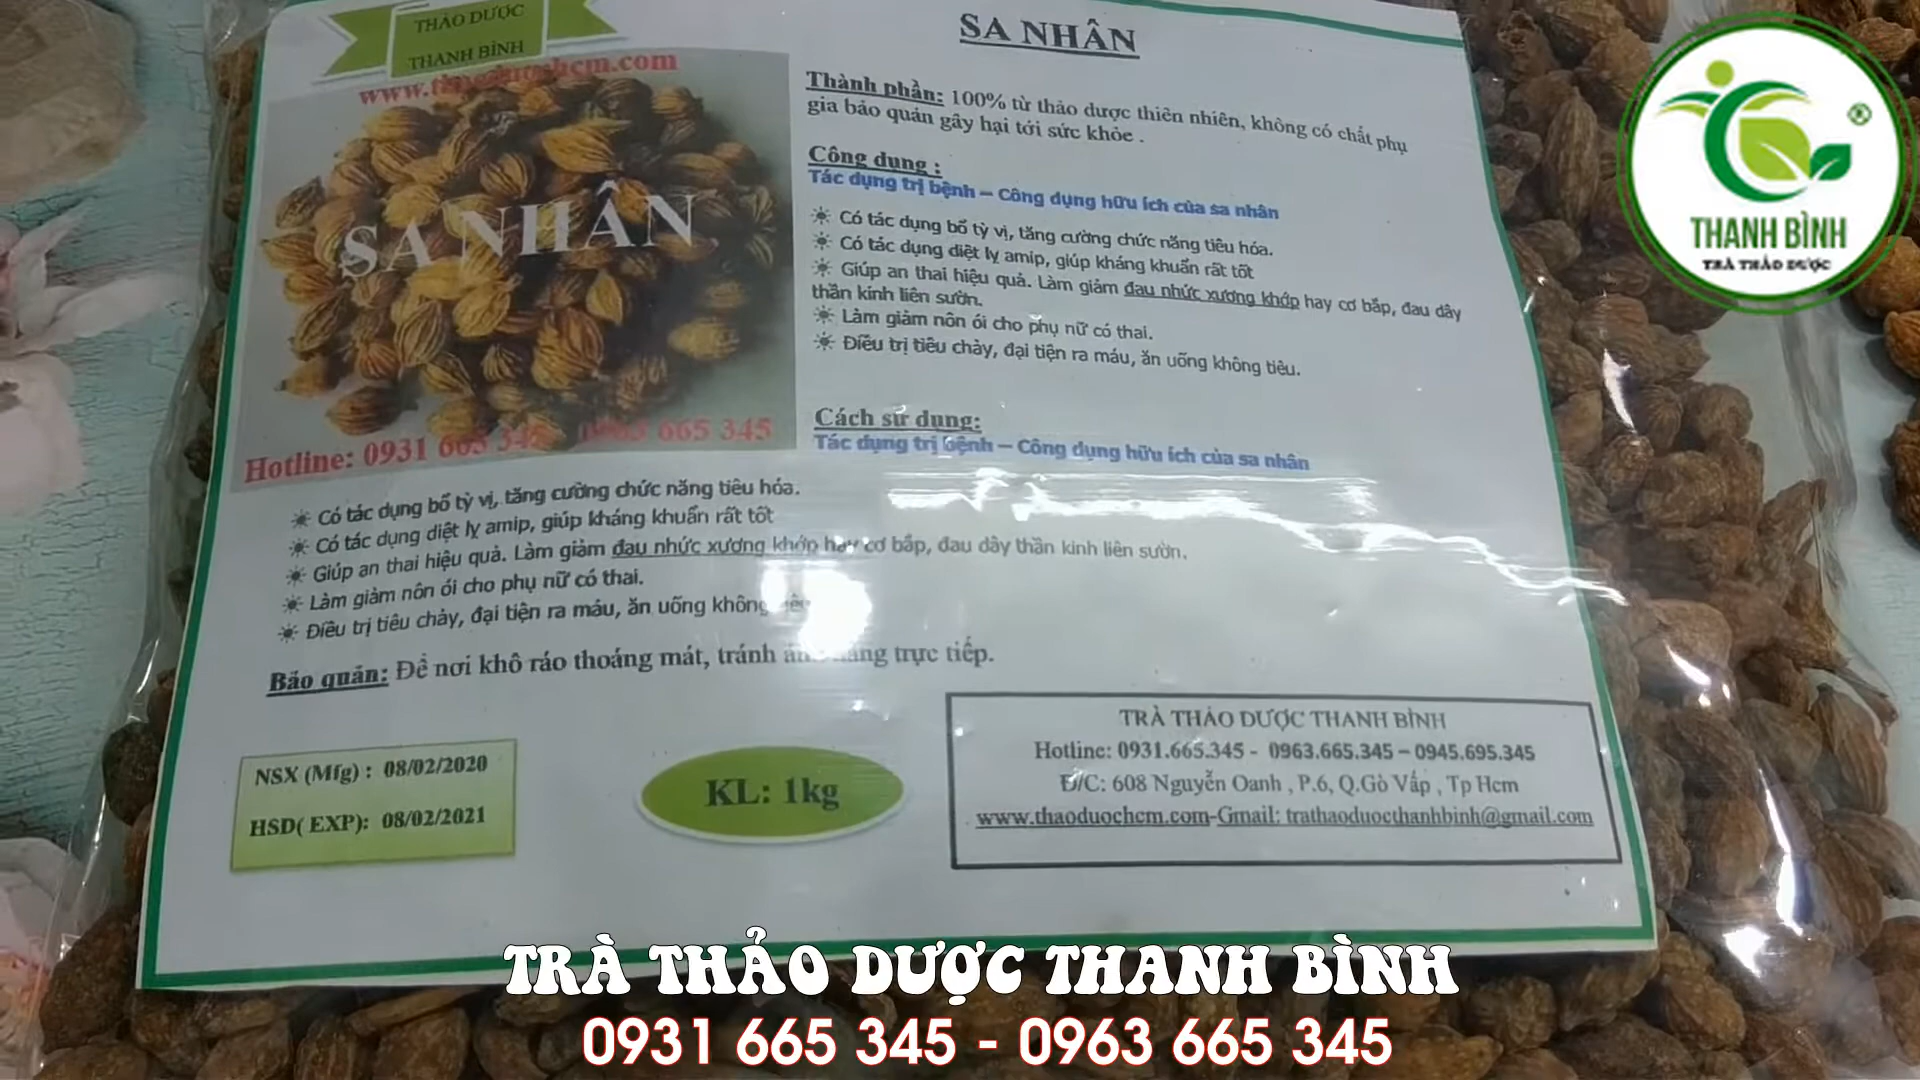 THẢO DƯỢC
THANH BÌNH
SA NHÂN
SA NHÂN
Hotline: 0931 665 345 0963 665 345
Thành phần: 100% từ thảo dược thiên nhiên, không có chất phụ
gia bảo quản gây hại tới sức khỏe .
Công dụng :
Tác dụng trị bệnh – Công dụng hữu ích của sa nhân
Có tác dụng bổ tỳ vị, tăng cường chức năng tiêu hóa.
Có tác dụng diệt lỵ amip, giúp kháng khuẩn rất tốt
Giúp an thai hiệu quả. Làm giảm đau nhức xương khớp hay cơ bắp, đau dây
thần kinh liên sườn.
Làm giảm nôn ói cho phụ nữ có thai.
Điều trị tiêu chảy, đại tiện ra máu, ăn uống không tiêu.
Cách sử dụng:
Tác dụng trị bệnh – Công dụng hữu ích của sa nhân
Có tác dụng bổ tỳ vị, tăng cường chức năng tiêu hóa.
Có tác dụng diệt lỵ amip, giúp kháng khuẩn rất tốt
Giúp an thai hiệu quả. Làm giảm đau nhức xương khớp hay cơ bắp, đau dây thần kinh liên sườn.
Làm giảm nôn ói cho phụ nữ có thai.
Điều trị tiêu chảy, đại tiện ra máu, ăn uống không
Bảo quản: Để nơi khô ráo thoáng mát, tránh trực tiếp.
NSX (Mfg) : 08/02/2020
HSD( EXP): 08/02/2021
KL: 1kg
TRÀ THẢO DƯỢC THANH BÌNH
Hotline: 0931.665.345 - 0963.665.345 – 0945.695.345
Đ/C: 608 Nguyễn Oanh , P.6, Q.Gò Vấp , Tp Hcm
www.thaoduochcm.com-Gmail: trathaoduocthanhbinh@gmail.com
®
THANH BÌNH
TRÀ THẢO DƯỢC
TRÀ THẢO DƯỢC THANH BÌNH
0931 665 345 - 0963 665 345